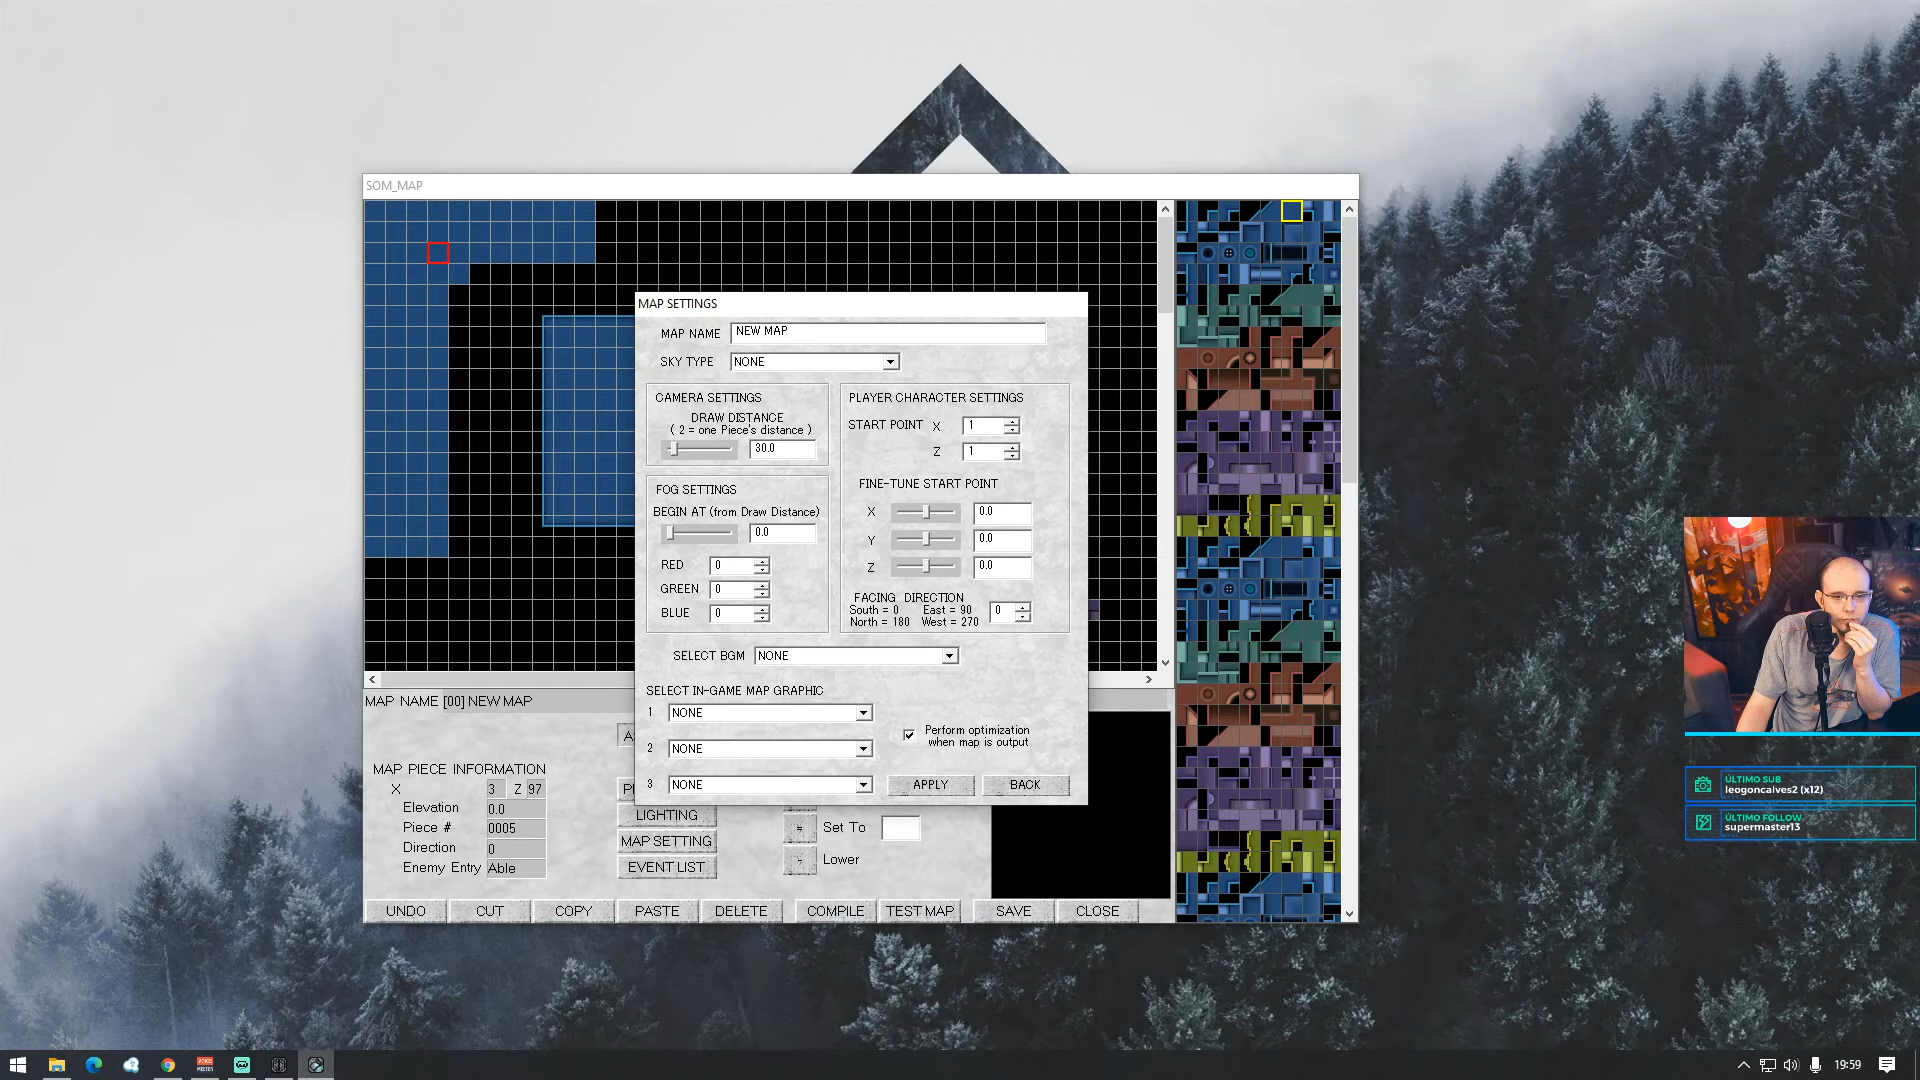 SOM_MAP
MAP SETTINGS
MAP NAME NEW MAP
SKY TYPE NONE
CAMERA SETTINGS
DRAW DISTANCE
( 2 = one Piece's distance )
30.0
FOG SETTINGS
BEGIN AT (from Draw Distance)
0.0
RED 0
GREEN 0
BLUE 0
PLAYER CHARACTER SETTINGS
START POINT X 1
Z 1
FINE-TUNE START POINT
X 0.0
Y 0.0
Z 0.0
FACING DIRECTION
South = 0 East = 90
North = 180 West = 270
0
SELECT BGM NONE
SELECT IN-GAME MAP GRAPHIC
1 NONE
2 NONE
3 NONE
Perform optimization
when map is output
APPLY BACK
MAP NAME [00] NEW MAP
MAP PIECE INFORMATION
X 3 Z 97
Elevation 0.0
Piece # 0005
Direction 0
Enemy Entry Able
LIGHTING
MAP SETTING
EVENT LIST
= Set To
- Lower
UNDO CUT COPY PASTE DELETE COMPILE TEST MAP SAVE CLOSE
ÚLTIMO SUB
leogoncalves2 (x12)
ÚLTIMO FOLLOW
supermaster13
VOICE
MEETER
19:59